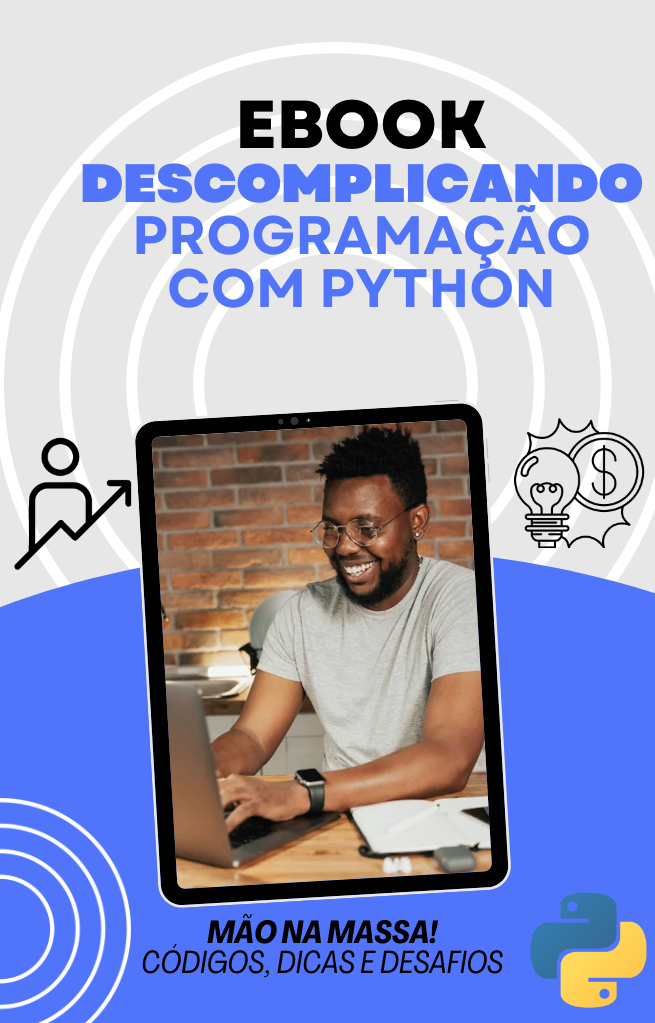 EBOOK
DESCOMPLICANDO
PROGRAMAÇÃO
COM PYTHON
$
MÃO NA MASSA!
CÓDIGOS, DICAS E DESAFIOS